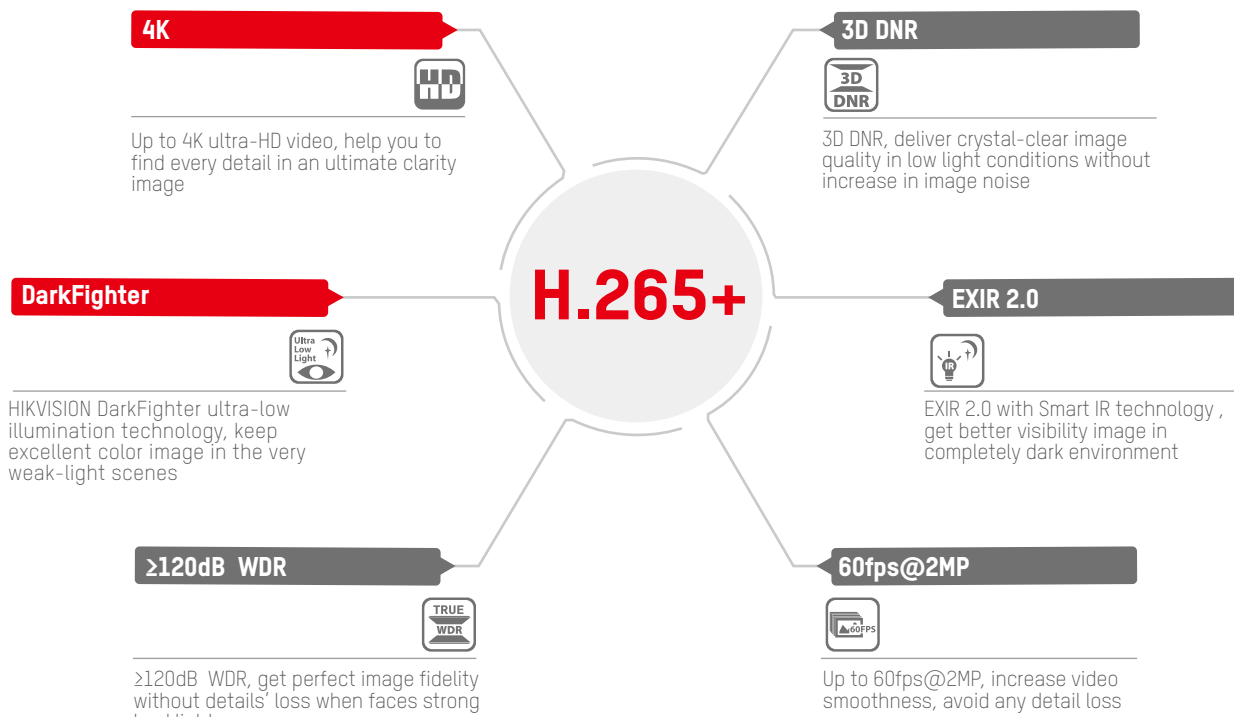 4K
HD
Up to 4K ultra-HD video, help you to
find every detail in an ultimate clarity
image
3D DNR
3D
DNR
3D DNR, deliver crystal-clear image
quality in low light conditions without
increase in image noise
H.265+
DarkFighter
Ultra
Low
Light
HIKVISION DarkFighter ultra-low
illumination technology, keep
excellent color image in the very
weak-light scenes
EXIR 2.0
IR
EXIR 2.0 with Smart IR technology ,
get better visibility image in
completely dark environment
≥120dB WDR
TRUE
WDR
≥120dB WDR, get perfect image fidelity
without details' loss when faces strong
60fps@2MP
60FPS
Up to 60fps@2MP, increase video
smoothness, avoid any detail loss